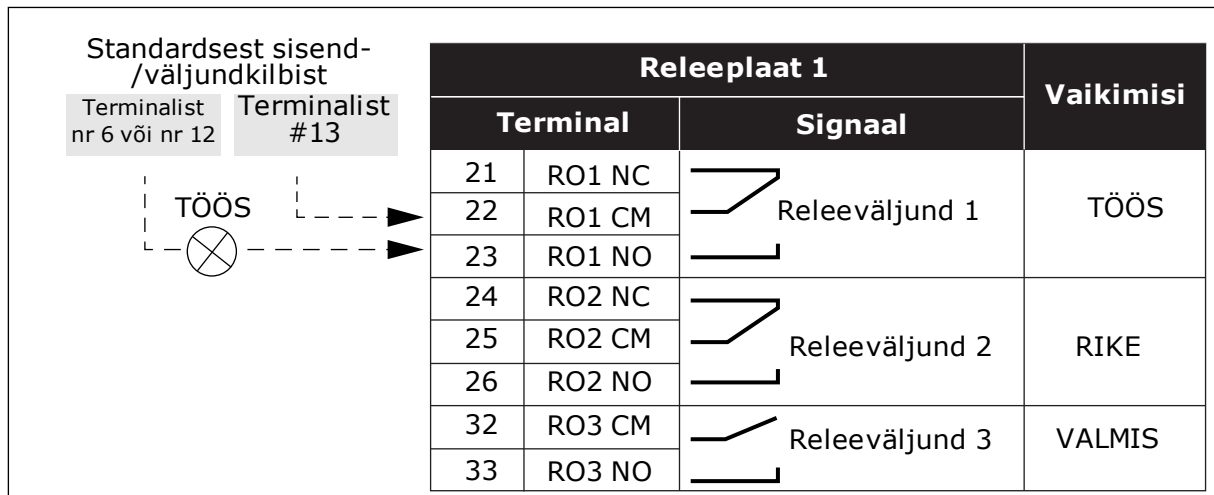 Standardsest sisend-
/väljundkilbist
Terminalist
nr 6 või nr 12
Terminalist
#13
TÖÖS
Releeplaat 1
Vaikimisi
Terminal
Signaal
21
RO1 NC
22
RO1 CM
23
RO1 NO
Releeväljund 1
TÖÖS
24
RO2 NC
25
RO2 CM
26
RO2 NO
Releeväljund 2
RIKE
32
RO3 CM
33
RO3 NO
Releeväljund 3
VALMIS